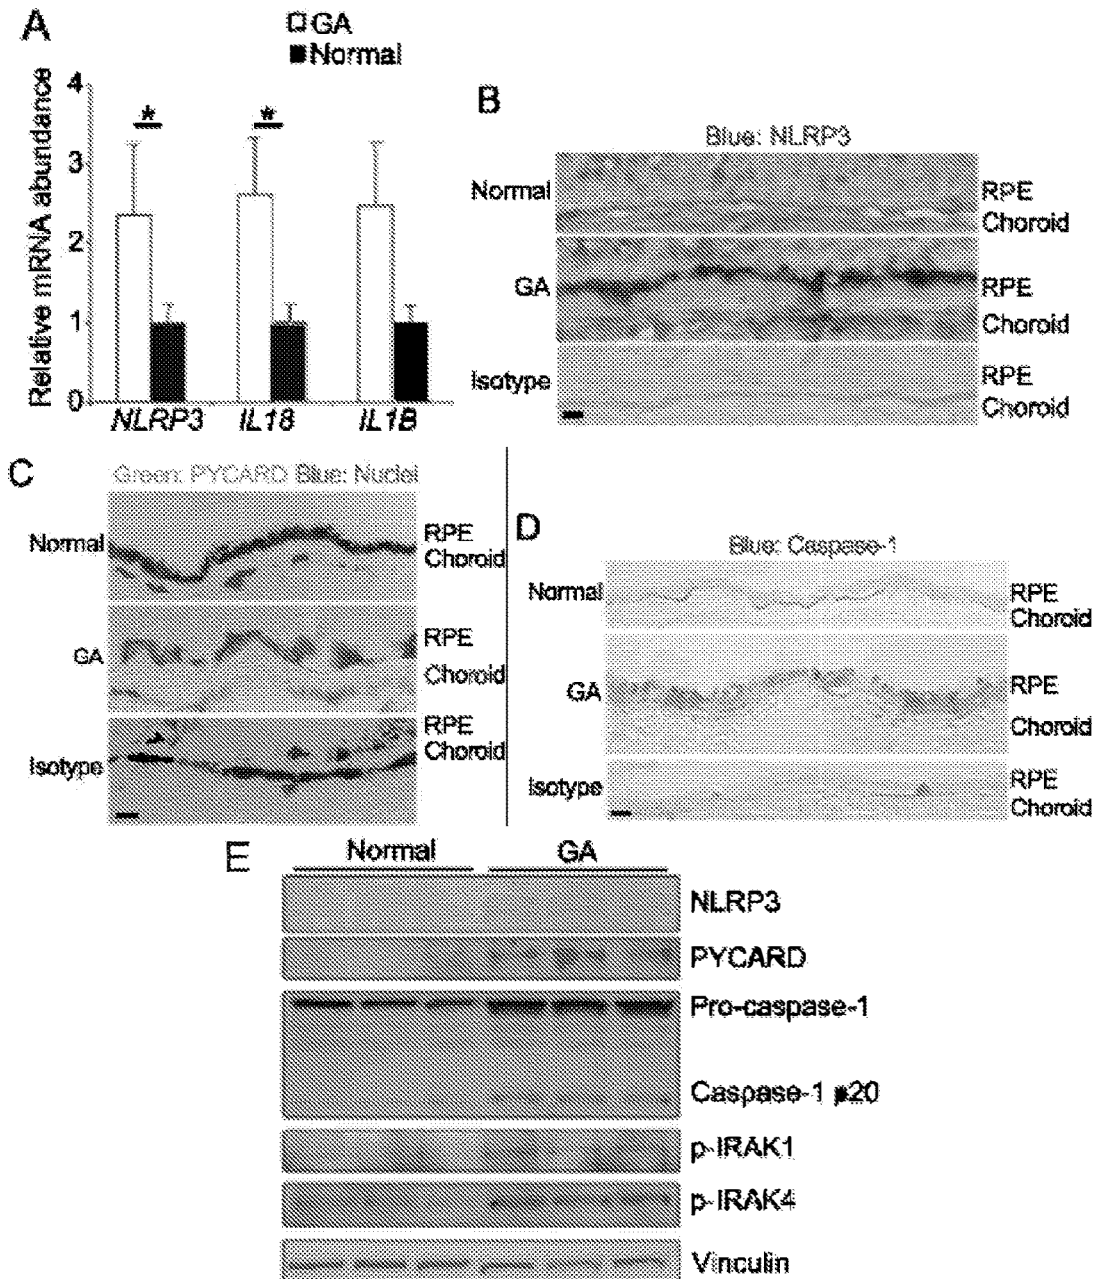 A
GA
Normal
Relative mRNA abundance
4
3
2
1
0
*
*
NLRP3 IL18 IL1B
B
Blue: NLRP3
Normal
RPE
Choroid
GA
RPE
Choroid
Isotype
RPE
Choroid
C
Green: PYCARD Blue: Nuclei
Normal
RPE
Choroid
GA
RPE
Choroid
Isotype
RPE
Choroid
D
Blue: Caspase-1
Normal
RPE
Choroid
GA
RPE
Choroid
Isotype
RPE
Choroid
E
Normal GA
NLRP3
PYCARD
Pro-caspase-1
Caspase-1 p20
p-IRAK1
p-IRAK4
Vinculin